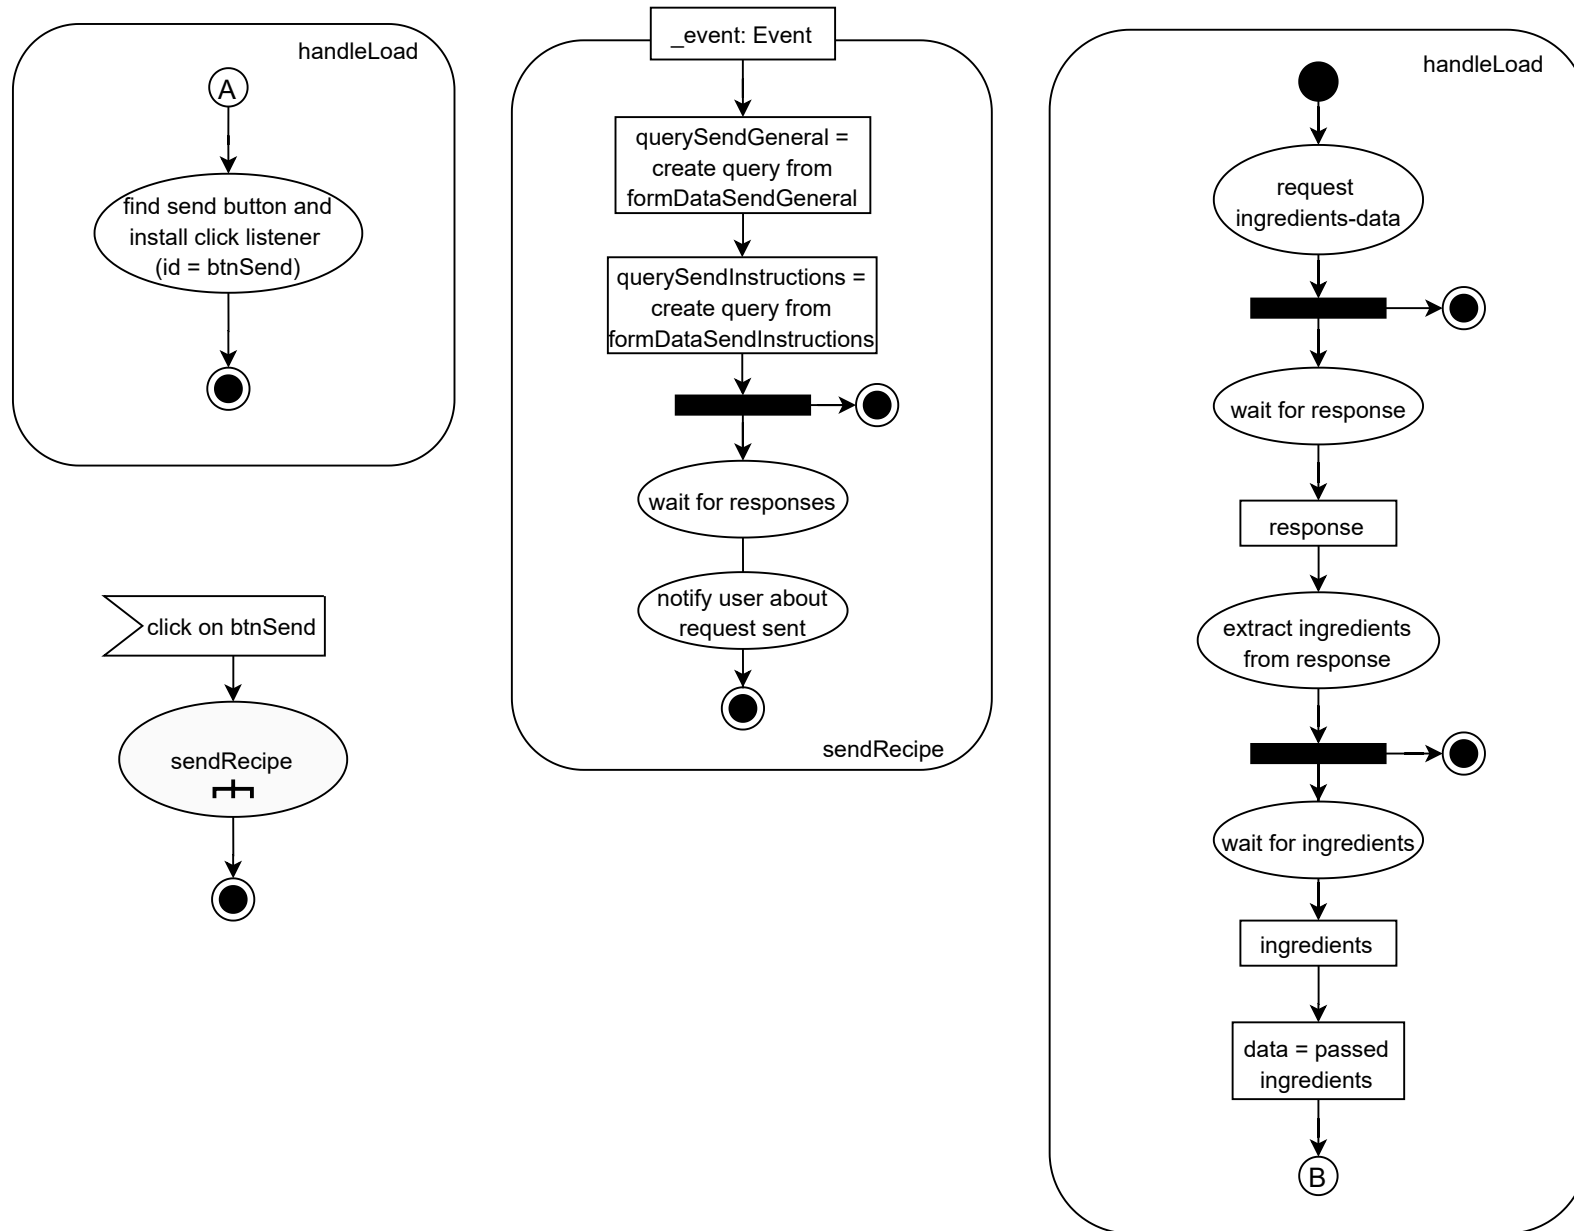 handleLoad
A
find send button and
install click listener
(id = btnSend)
click on btnSend
sendRecipe
_event: Event
querySendGeneral =
create query from
formDataSendGeneral
querySendInstructions =
create query from
formDataSendInstructions
wait for responses
notify user about
request sent
sendRecipe
handleLoad
request
ingredients-data
wait for response
response
extract ingredients
from response
wait for ingredients
ingredients
data = passed
ingredients
B